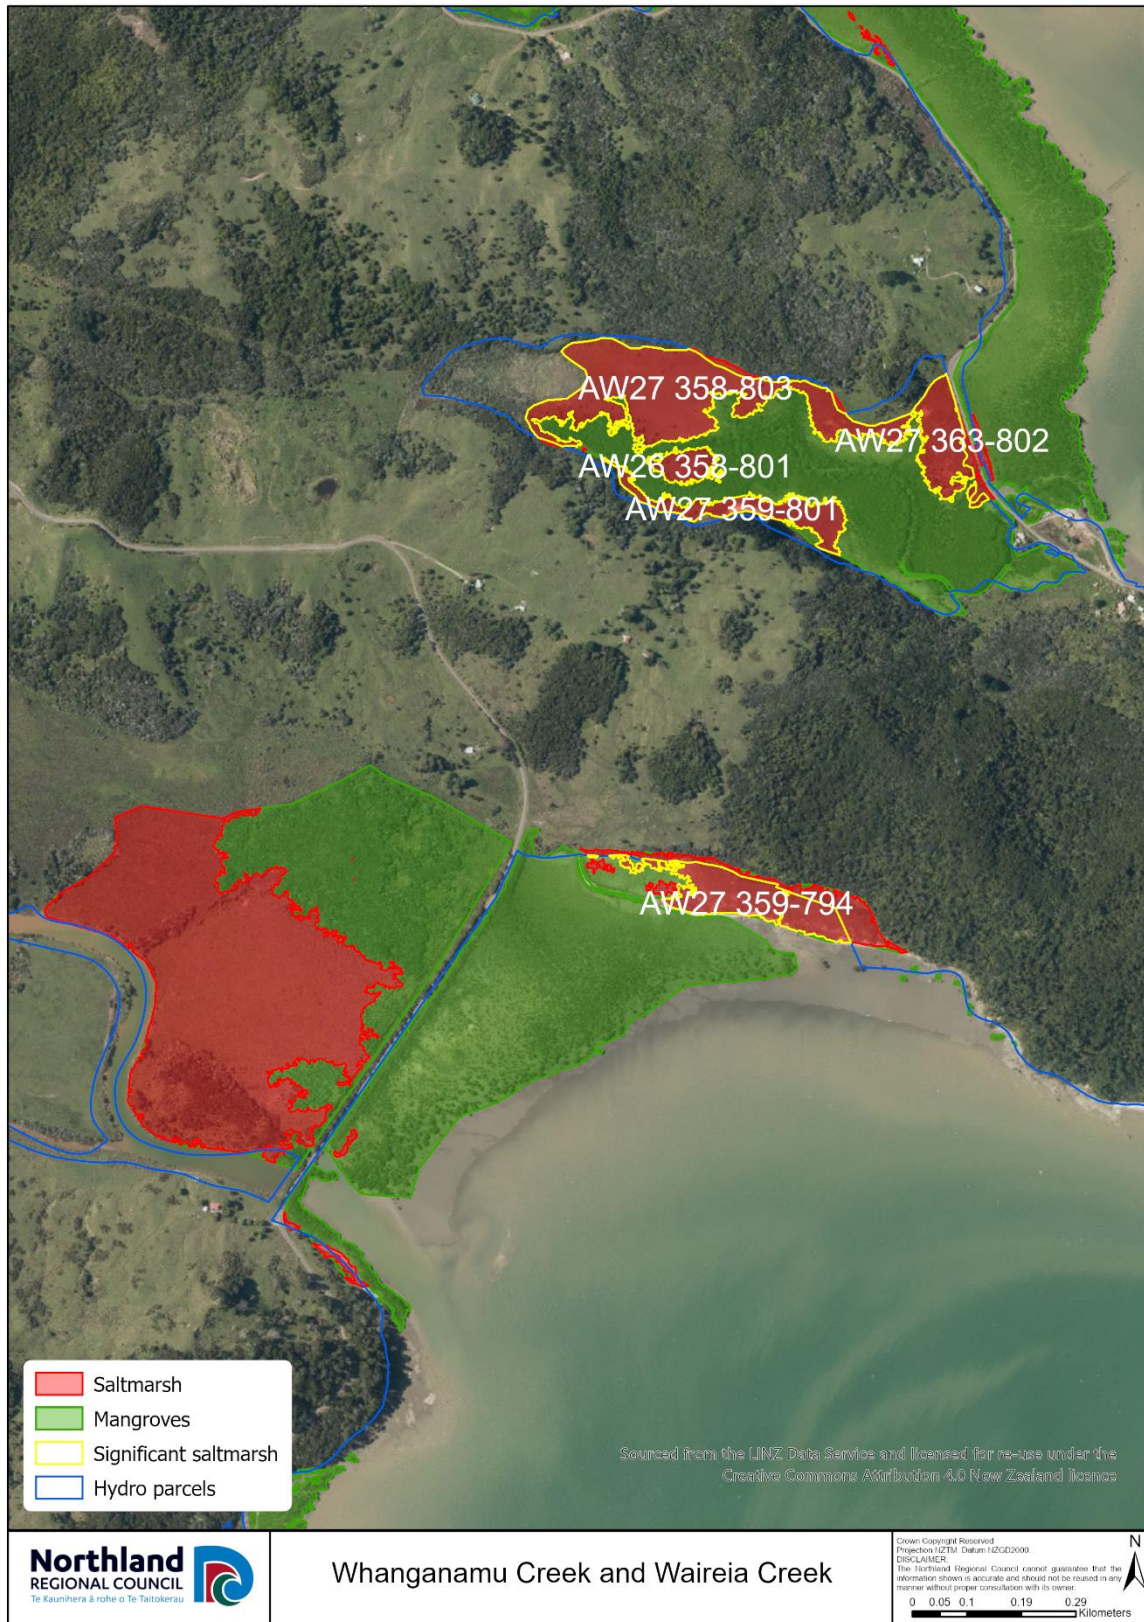 AW27 358-803
AW27 363-802
AW26 358-801
AW27 359-801
AW27 359-794
Saltmarsh
Mangroves
Significant saltmarsh
Hydro parcels
Sourced from the LINZ Data Service and licensed for re-use under the
Creative Commons Attribution 4.0 New Zealand licence
Northland
REGIONAL COUNCIL
Te Kaunihera ā rohe o Te Taitokerau
Whanganamu Creek and Waireia Creek
Crown Copyright Reserved
Projection NZTM Datum NZGD2000.
DISCLAIMER:
The Northland Regional Council cannot guarantee that the
information shown is accurate and should not be reused in any
manner without proper consultation with its owner.
N
0 0.05 0.1 0.19 0.29
Kilometers